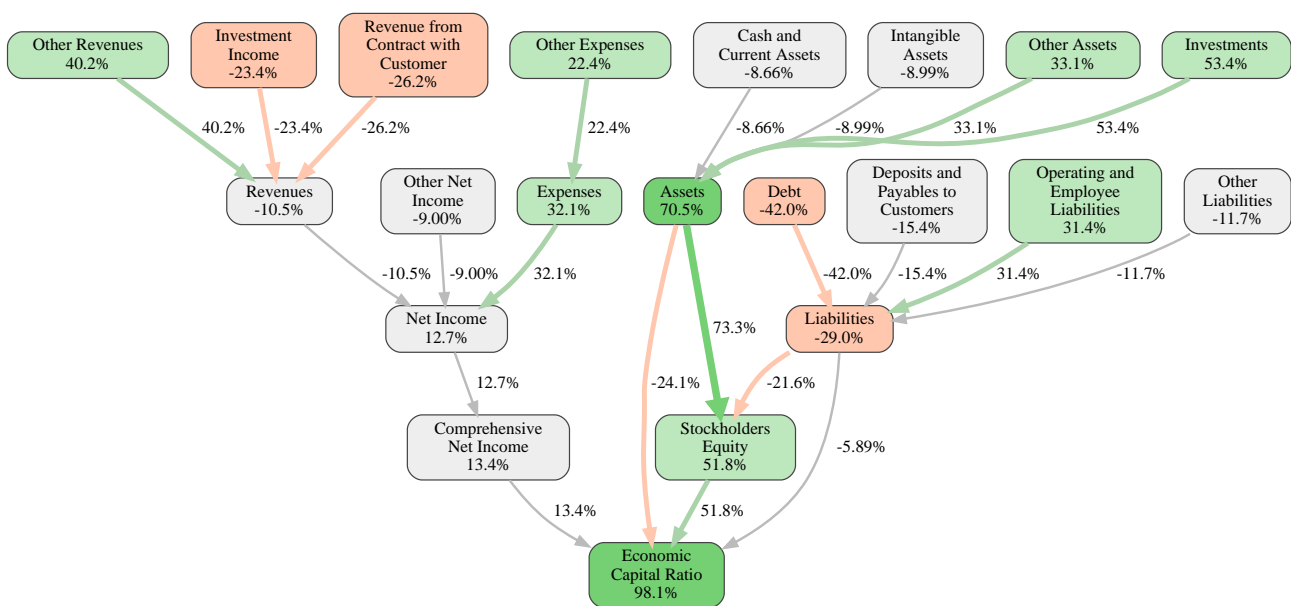 Other Revenues
40.2%
Investment
Income
-23.4%
Revenue from
Contract with
Customer
-26.2%
Other Expenses
22.4%
Cash and
Current Assets
-8.66%
Intangible
Assets
-8.99%
Other Assets
33.1%
Investments
53.4%
40.2%
-23.4%
-26.2%
22.4%
-8.66%
-8.99%
33.1%
53.4%
Revenues
-10.5%
Other Net
Income
-9.00%
Expenses
32.1%
Assets
70.5%
Debt
-42.0%
Deposits and
Payables to
Customers
-15.4%
Operating and
Employee
Liabilities
31.4%
Other
Liabilities
-11.7%
-10.5%
-9.00%
32.1%
-42.0%
-15.4%
31.4%
-11.7%
Net Income
12.7%
73.3%
Liabilities
-29.0%
12.7%
-24.1%
-21.6%
Comprehensive
Net Income
13.4%
Stockholders
Equity
51.8%
-5.89%
13.4%
51.8%
Economic
Capital Ratio
98.1%